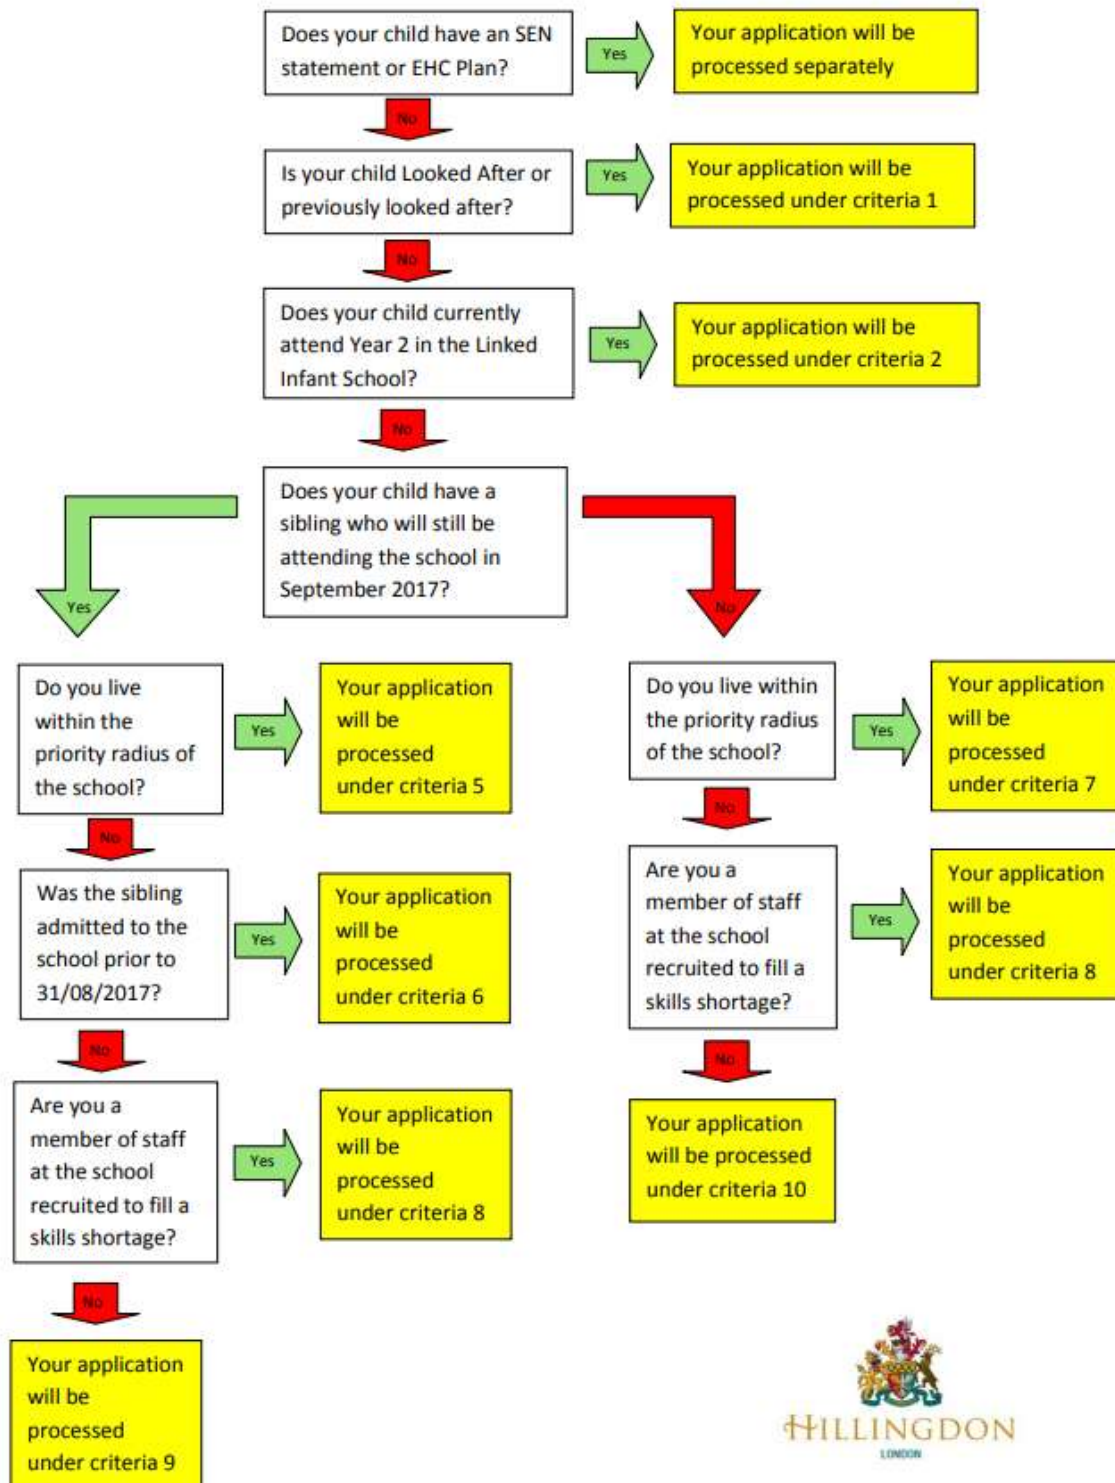 Does your child have an SEN
statement or EHC Plan?
Yes
Your application will be
processed separately
No
Is your child Looked After or
previously looked after?
Yes
Your application will be
processed under criteria 1
No
Does your child currently
attend Year 2 in the Linked
Infant School?
Yes
Your application will be
processed under criteria 2
No
Does your child have a
sibling who will still be
attending the school in
September 2017?
Yes
No
Do you live
within the
priority radius of
the school?
Yes
Your application
will be
processed
under criteria 5
No
Was the sibling
admitted to the
school prior to
31/08/2017?
Yes
Your application
will be
processed
under criteria 6
No
Are you a
member of staff
at the school
recruited to fill a
skills shortage?
Yes
Your application
will be
processed
under criteria 8
No
Your application
will be
processed
under criteria 9
Do you live within
the priority radius
of the school?
Yes
Your application
will be
processed
under criteria 7
No
Are you a
member of staff
at the school
recruited to fill a
skills shortage?
Yes
Your application
will be
processed
under criteria 8
No
Your application
will be processed
under criteria 10
HILLINGDON
LONDON